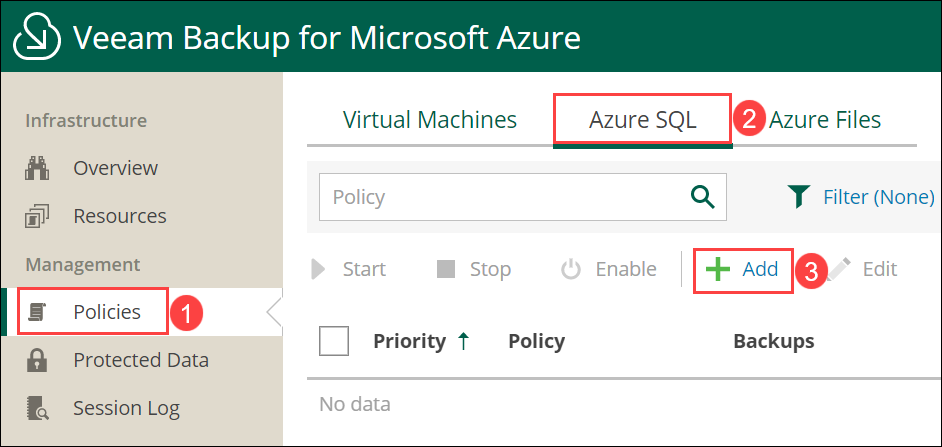 Veeam Backup for Microsoft Azure
Infrastructure
Overview
Resources
Management
Policies 1
Protected Data
Session Log
Virtual Machines Azure SQL 2 Azure Files
Policy Filter (None)
Start Stop Enable Add 3 Edit
Priority Policy Backups
No data